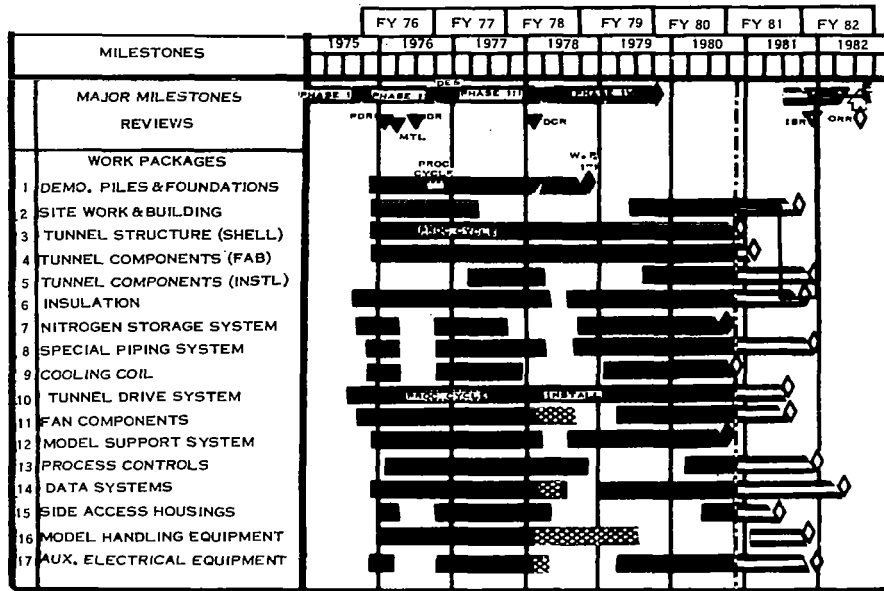 FY 76 FY 77 FY 78 FY 79 FY 80 FY 81 FY 82
MILESTONES 1975 1976 1977 1978 1979 1980 1981 1982
MAJOR MILESTONES PHASE I PHASE II DES PHASE III PHASE IV
REVIEWS PDR MTL DR DCR IBR ORR
WORK PACKAGES
PROC CYCLE
1 DEMO. PILES & FOUNDATIONS
2 SITE WORK & BUILDING
3 TUNNEL STRUCTURE (SHELL) PROC CYCLE
4 TUNNEL COMPONENTS (FAB)
5 TUNNEL COMPONENTS (INSTL)
6 INSULATION
7 NITROGEN STORAGE SYSTEM
8 SPECIAL PIPING SYSTEM
9 COOLING COIL
10 TUNNEL DRIVE SYSTEM PROC CYCLE
11 FAN COMPONENTS
12 MODEL SUPPORT SYSTEM
13 PROCESS CONTROLS
14 DATA SYSTEMS
15 SIDE ACCESS HOUSINGS
16 MODEL HANDLING EQUIPMENT
17 AUX. ELECTRICAL EQUIPMENT